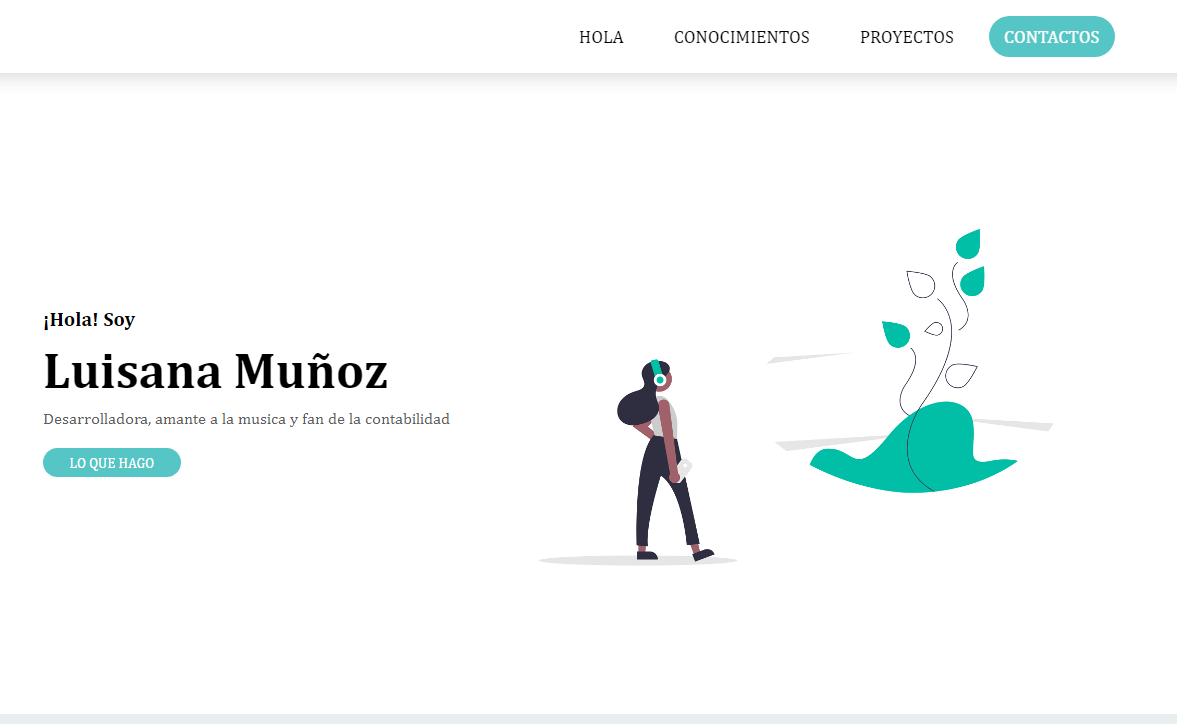 HOLA CONOCIMIENTOS PROYECTOS CONTACTOS
¡Hola! Soy
Luisana Muñoz
Desarrolladora, amante a la musica y fan de la contabilidad
LO QUE HAGO